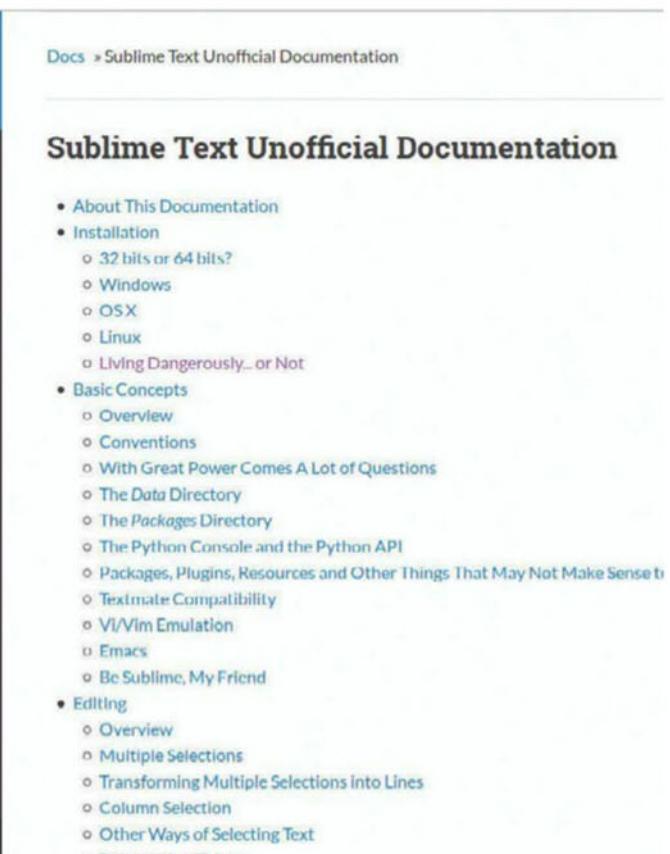 Docs » Sublime Text Unofficial Documentation
Sublime Text Unofficial Documentation
• About This Documentation
• Installation
○ 32 bits or 64 bits?
○ Windows
○ OSX
○ Linux
○ Living Dangerously... or Not
• Basic Concepts
○ Overview
○ Conventions
○ With Great Power Comes A Lot of Questions
○ The Data Directory
○ The Packages Directory
○ The Python Console and the Python API
○ Packages, Plugins, Resources and Other Things That May Not Make Sense
○ Textmate Compatibility
○ Vi/Vim Emulation
○ Emacs
○ Be Sublime, My Friend
• Editing
○ Overview
○ Multiple Selections
○ Transforming Multiple Selections into Lines
○ Column Selection
○ Other Ways of Selecting Text